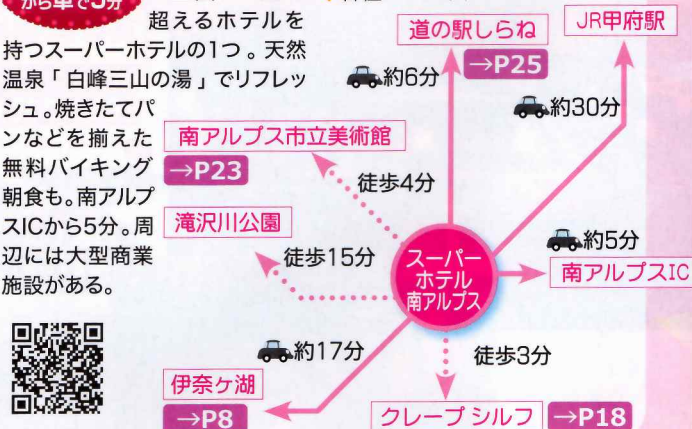 から車で5分
超えるホテルを
持つスーパーホテルの1つ。天然
温泉「白峰三山の湯」でリフレッ
シュ。焼きたてパ
ンなどを揃えた
無料バイキング
朝食も。南アルプ
スICから5分。周
辺には大型商業
施設がある。
道の駅しらね
→P25
JR甲府駅
約6分
約30分
南アルプス市立美術館
→P23
徒歩4分
滝沢川公園
徒歩15分
スーパー
ホテル
南アルプス
約5分
南アルプスIC
約17分
徒歩3分
伊奈ケ湖
→P8
クレープ シルフ
→P18